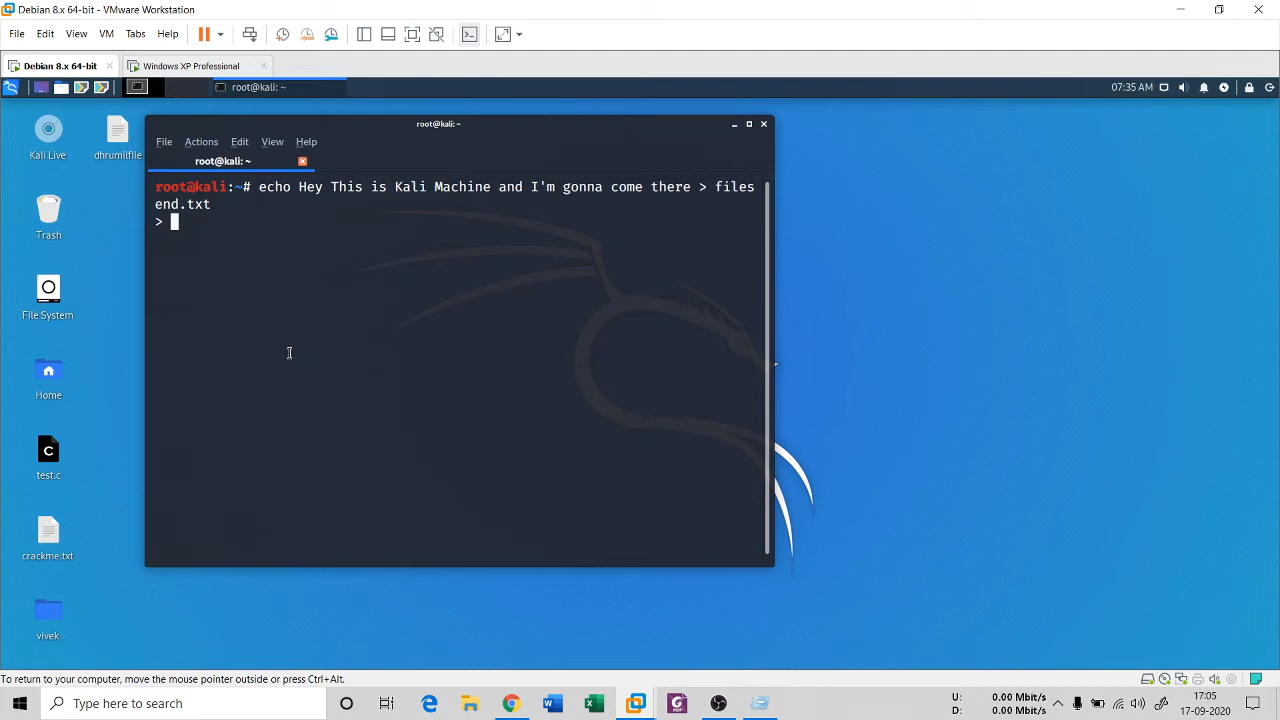 Debian 8.x 64-bit - VMware Workstation
File Edit View VM Tabs Help
Debian 8.x 64-bit Windows XP Professional
root@kali: ~ 07:35 AM
Kali Live
dhrumilfile
Trash
File System
Home
C
test.c
crackme.txt
vivek
root@kali:~
File Actions Edit View Help
root@kali: ~
root@kali:~# echo Hey This is Kali Machine and I'm gonna come there > files
end.txt
>
To return to your computer, move the mouse pointer outside or press Ctrl+Alt.
Type here to search
U: 0.00 Mbit/s
D: 0.00 Mbit/s
17:05
17-09-2020